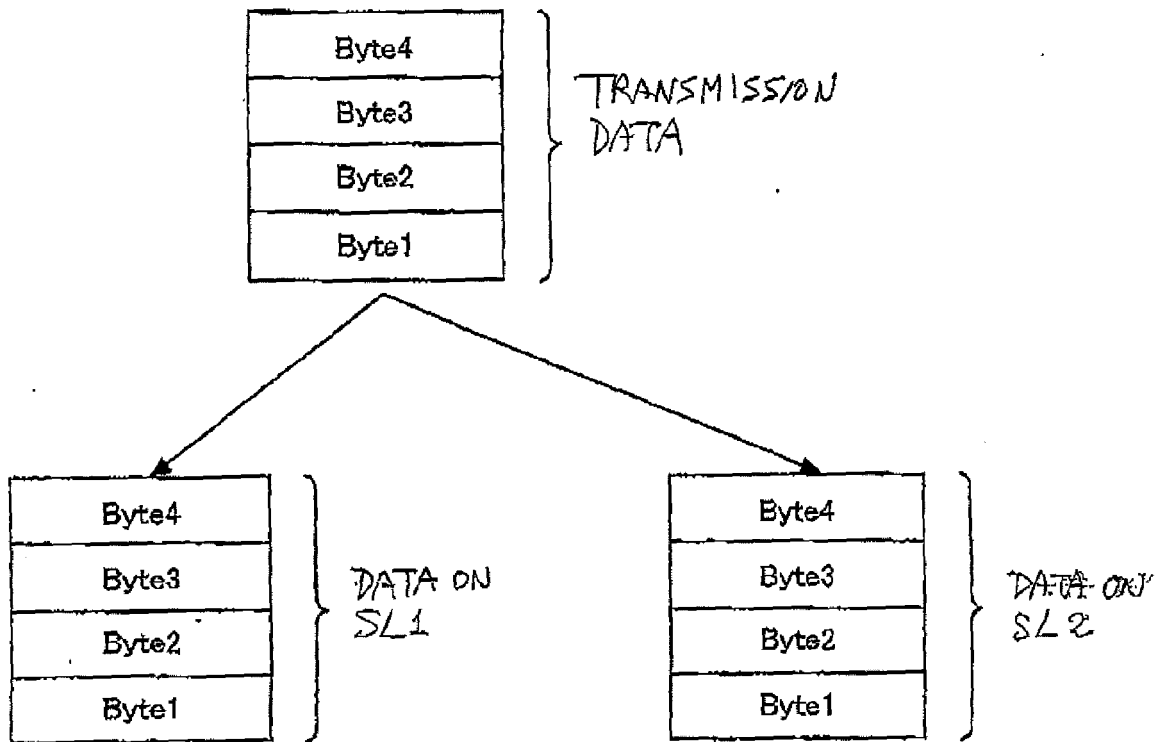 Byte4
Byte3
Byte2
Byte1
TRANSMISSION
DATA
Byte4
Byte3
Byte2
Byte1
DATA ON
SL1
Byte4
Byte3
Byte2
Byte1
DATA ON
SL2